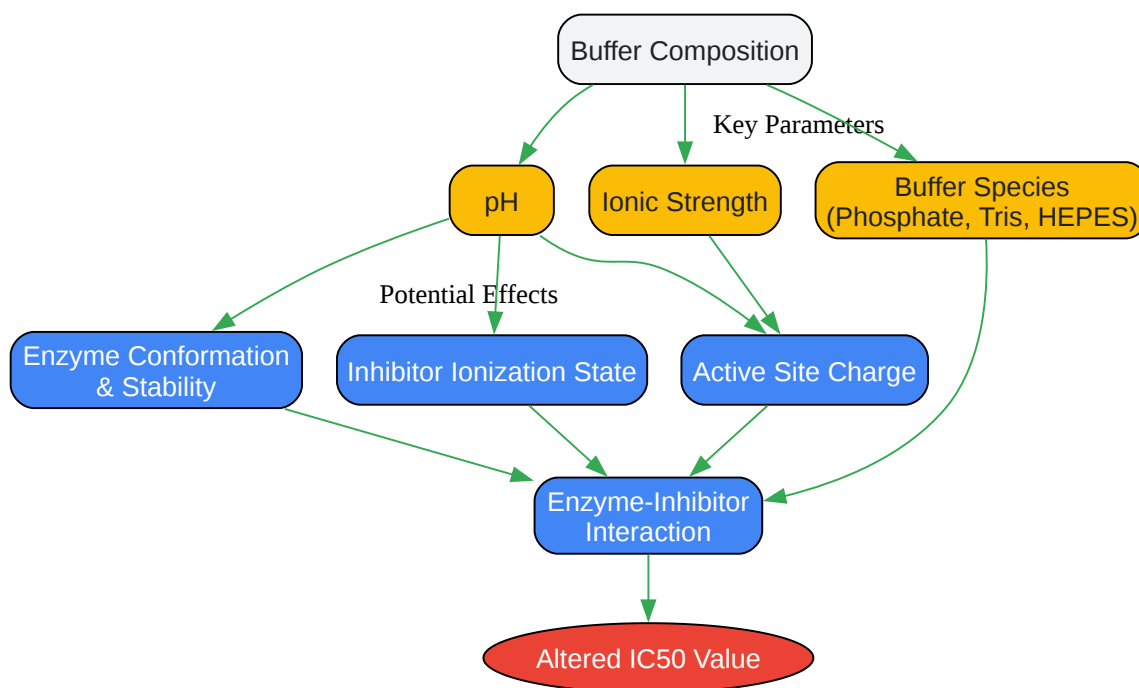 Buffer Composition
Key Parameters
pH
Ionic Strength
Buffer Species
(Phosphate, Tris, HEPES)
Potential Effects
Enzyme Conformation
& Stability
Inhibitor Ionization State
Active Site Charge
Enzyme-Inhibitor
Interaction
Altered IC50 Value